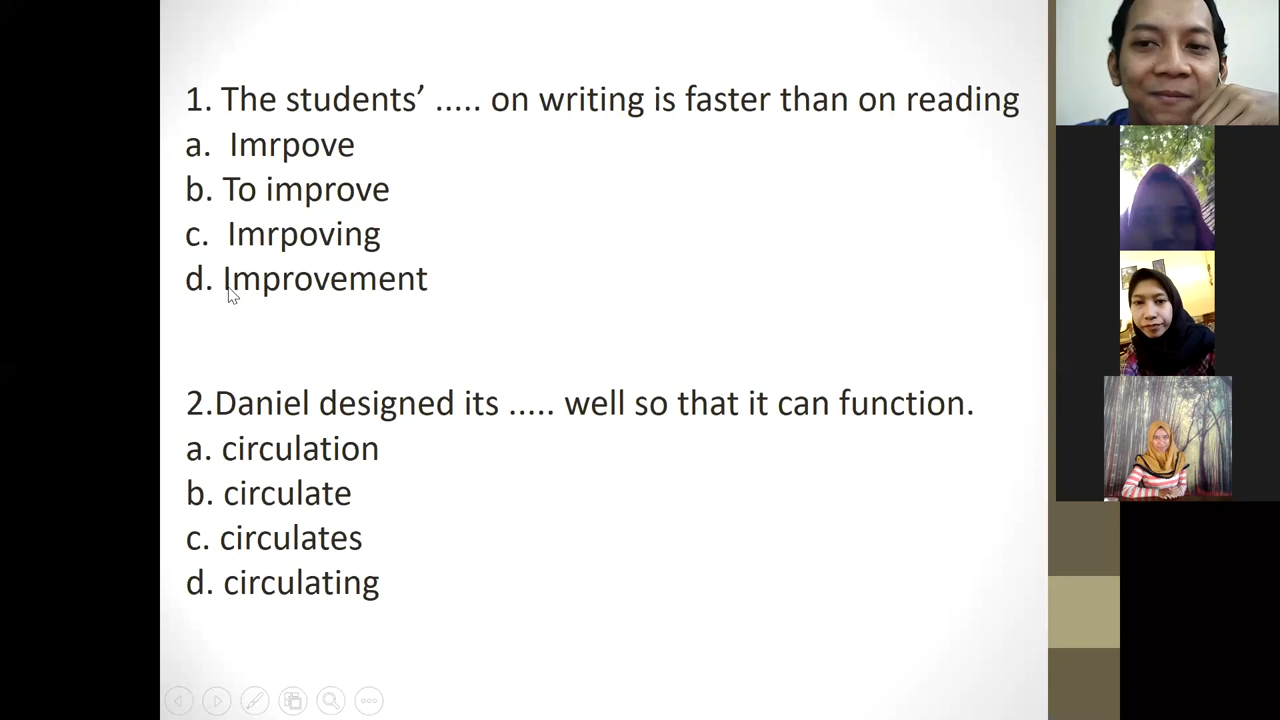 1. The students’ ..... on writing is faster than on reading
a. Imrpove
b. To improve
c. Imrpoving
d. Improvement
2.Daniel designed its ..... well so that it can function.
a. circulation
b. circulate
c. circulates
d. circulating